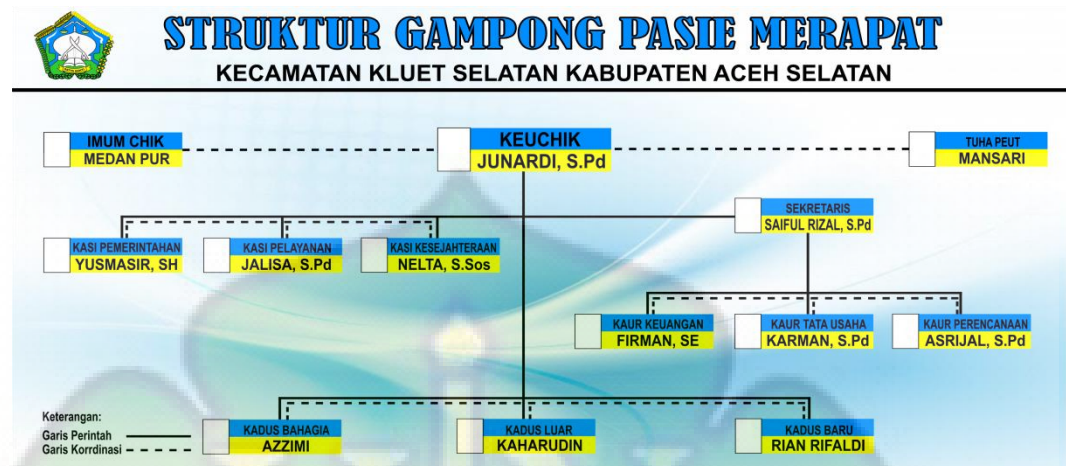 STRUKTUR GAMPONG PASIE MERAPAT
KECAMATAN KLUET SELATAN KABUPATEN ACEH SELATAN
IMUM CHIK
MEDAN PUR
KEUCHIK
JUNARDI, S.Pd
TUHA PEUT
MANSARI
SEKRETARIS
SAIFUL RIZAL, S.Pd
KASI PEMERINTAHAN
YUSMASIR, SH
KASI PELAYANAN
JALISA, S.Pd
KASI KESEJAHTERAAN
NELTA, S.Sos
KAUR KEUANGAN
FIRMAN, SE
KAUR TATA USAHA
KARMAN, S.Pd
KAUR PERENCANAAN
ASRIJAL, S.Pd
Keterangan:
Garis Perintah
Garis Korrdinasi
KADUS BAHAGIA
AZZIMI
KADUS LUAR
KAHARUDIN
KADUS BARU
RIAN RIFALDI